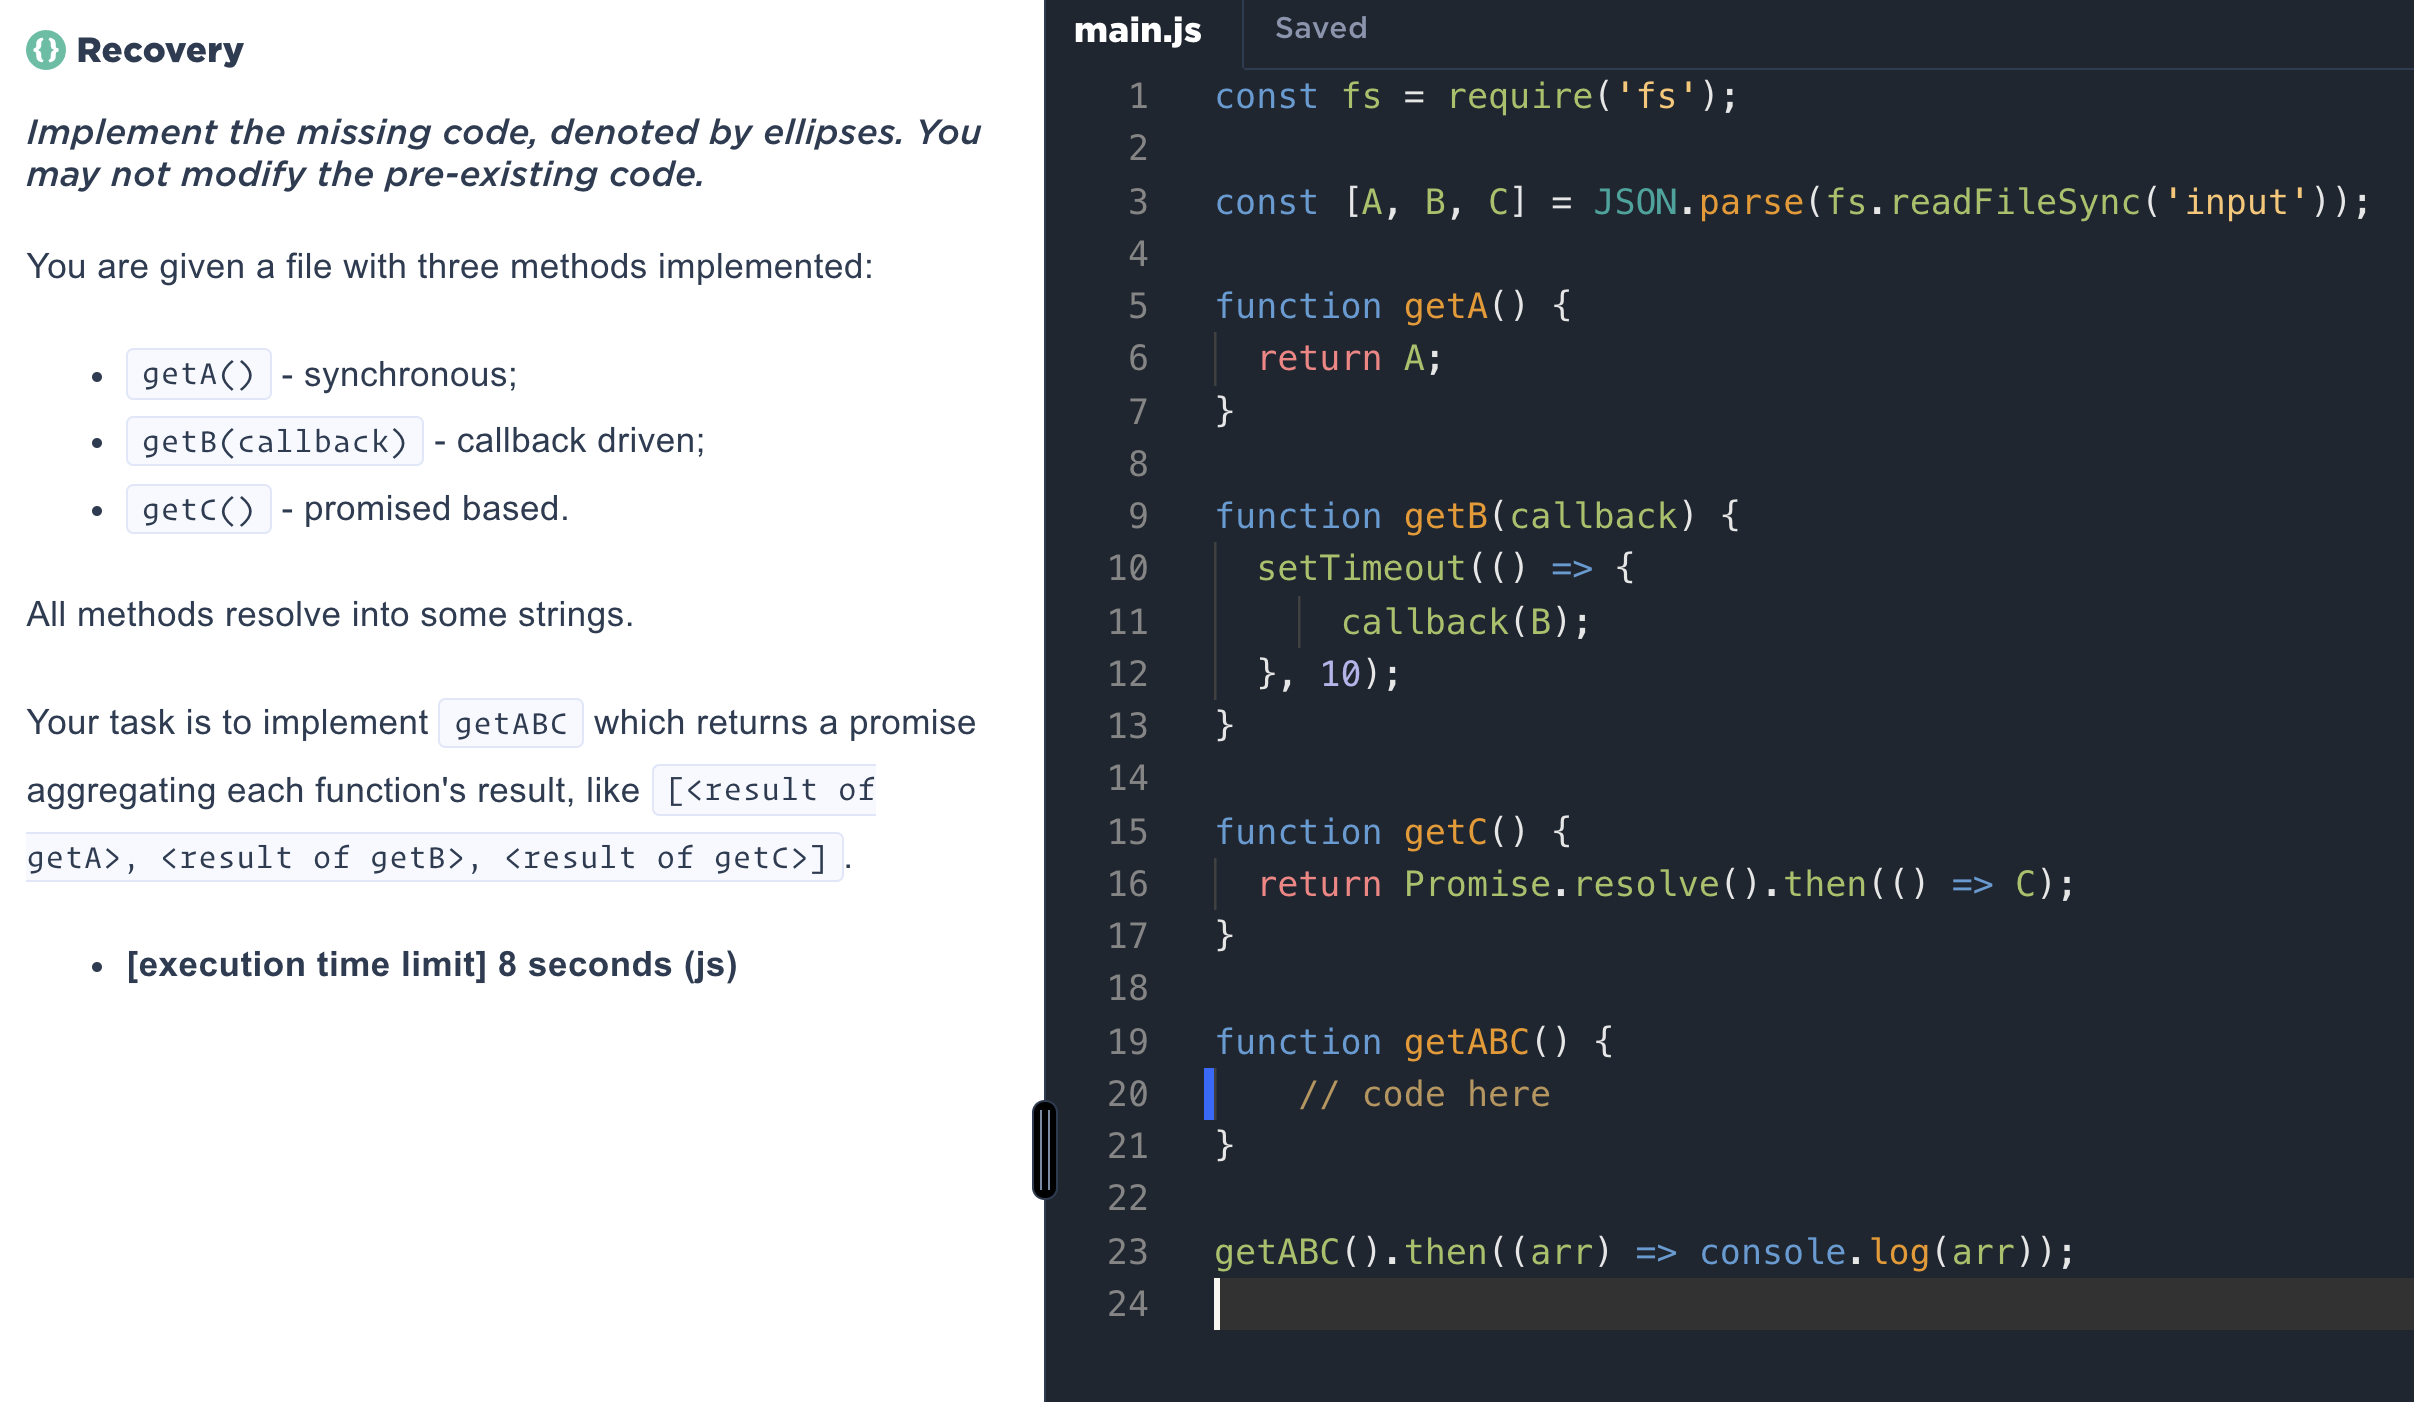 Recovery
Implement the missing code, denoted by ellipses. You
may not modify the pre-existing code.
You are given a file with three methods implemented:
• getA() - synchronous;
• getB(callback) - callback driven;
• getC() - promised based.
All methods resolve into some strings.
Your task is to implement getABC which returns a promise
aggregating each function's result, like [<result of
getA>, <result of getB>, <result of getC>].
• [execution time limit] 8 seconds (js)
main.js Saved
1 const fs = require('fs');
2
3 const [A, B, C] = JSON.parse(fs.readFileSync('input'));
4
5 function getA() {
6   return A;
7 }
8
9 function getB(callback) {
10   setTimeout(() => {
11       callback(B);
12   }, 10);
13 }
14
15 function getC() {
16   return Promise.resolve().then(() => C);
17 }
18
19 function getABC() {
20     // code here
21 }
22
23 getABC().then((arr) => console.log(arr));
24